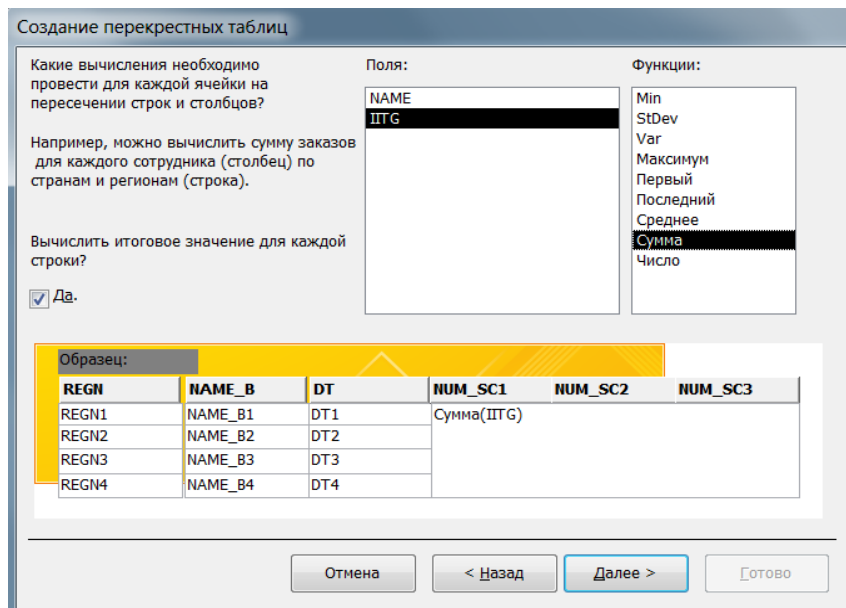 Создание перекрестных таблиц
Какие вычисления необходимо
провести для каждой ячейки на
пересечении строк и столбцов?
Например, можно вычислить сумму заказов
для каждого сотрудника (столбец) по
странам и регионам (строка).
Вычислить итоговое значение для каждой
строки?
Да.
Поля:
NAME
IITG
Функции:
Min
StDev
Var
Максимум
Первый
Последний
Среднее
Сумма
Число
Образец:
REGN NAME_B DT NUM_SC1 NUM_SC2 NUM_SC3
REGN1 NAME_B1 DT1 Сумма(IITG)
REGN2 NAME_B2 DT2
REGN3 NAME_B3 DT3
REGN4 NAME_B4 DT4
Отмена < Назад Далее > Готово